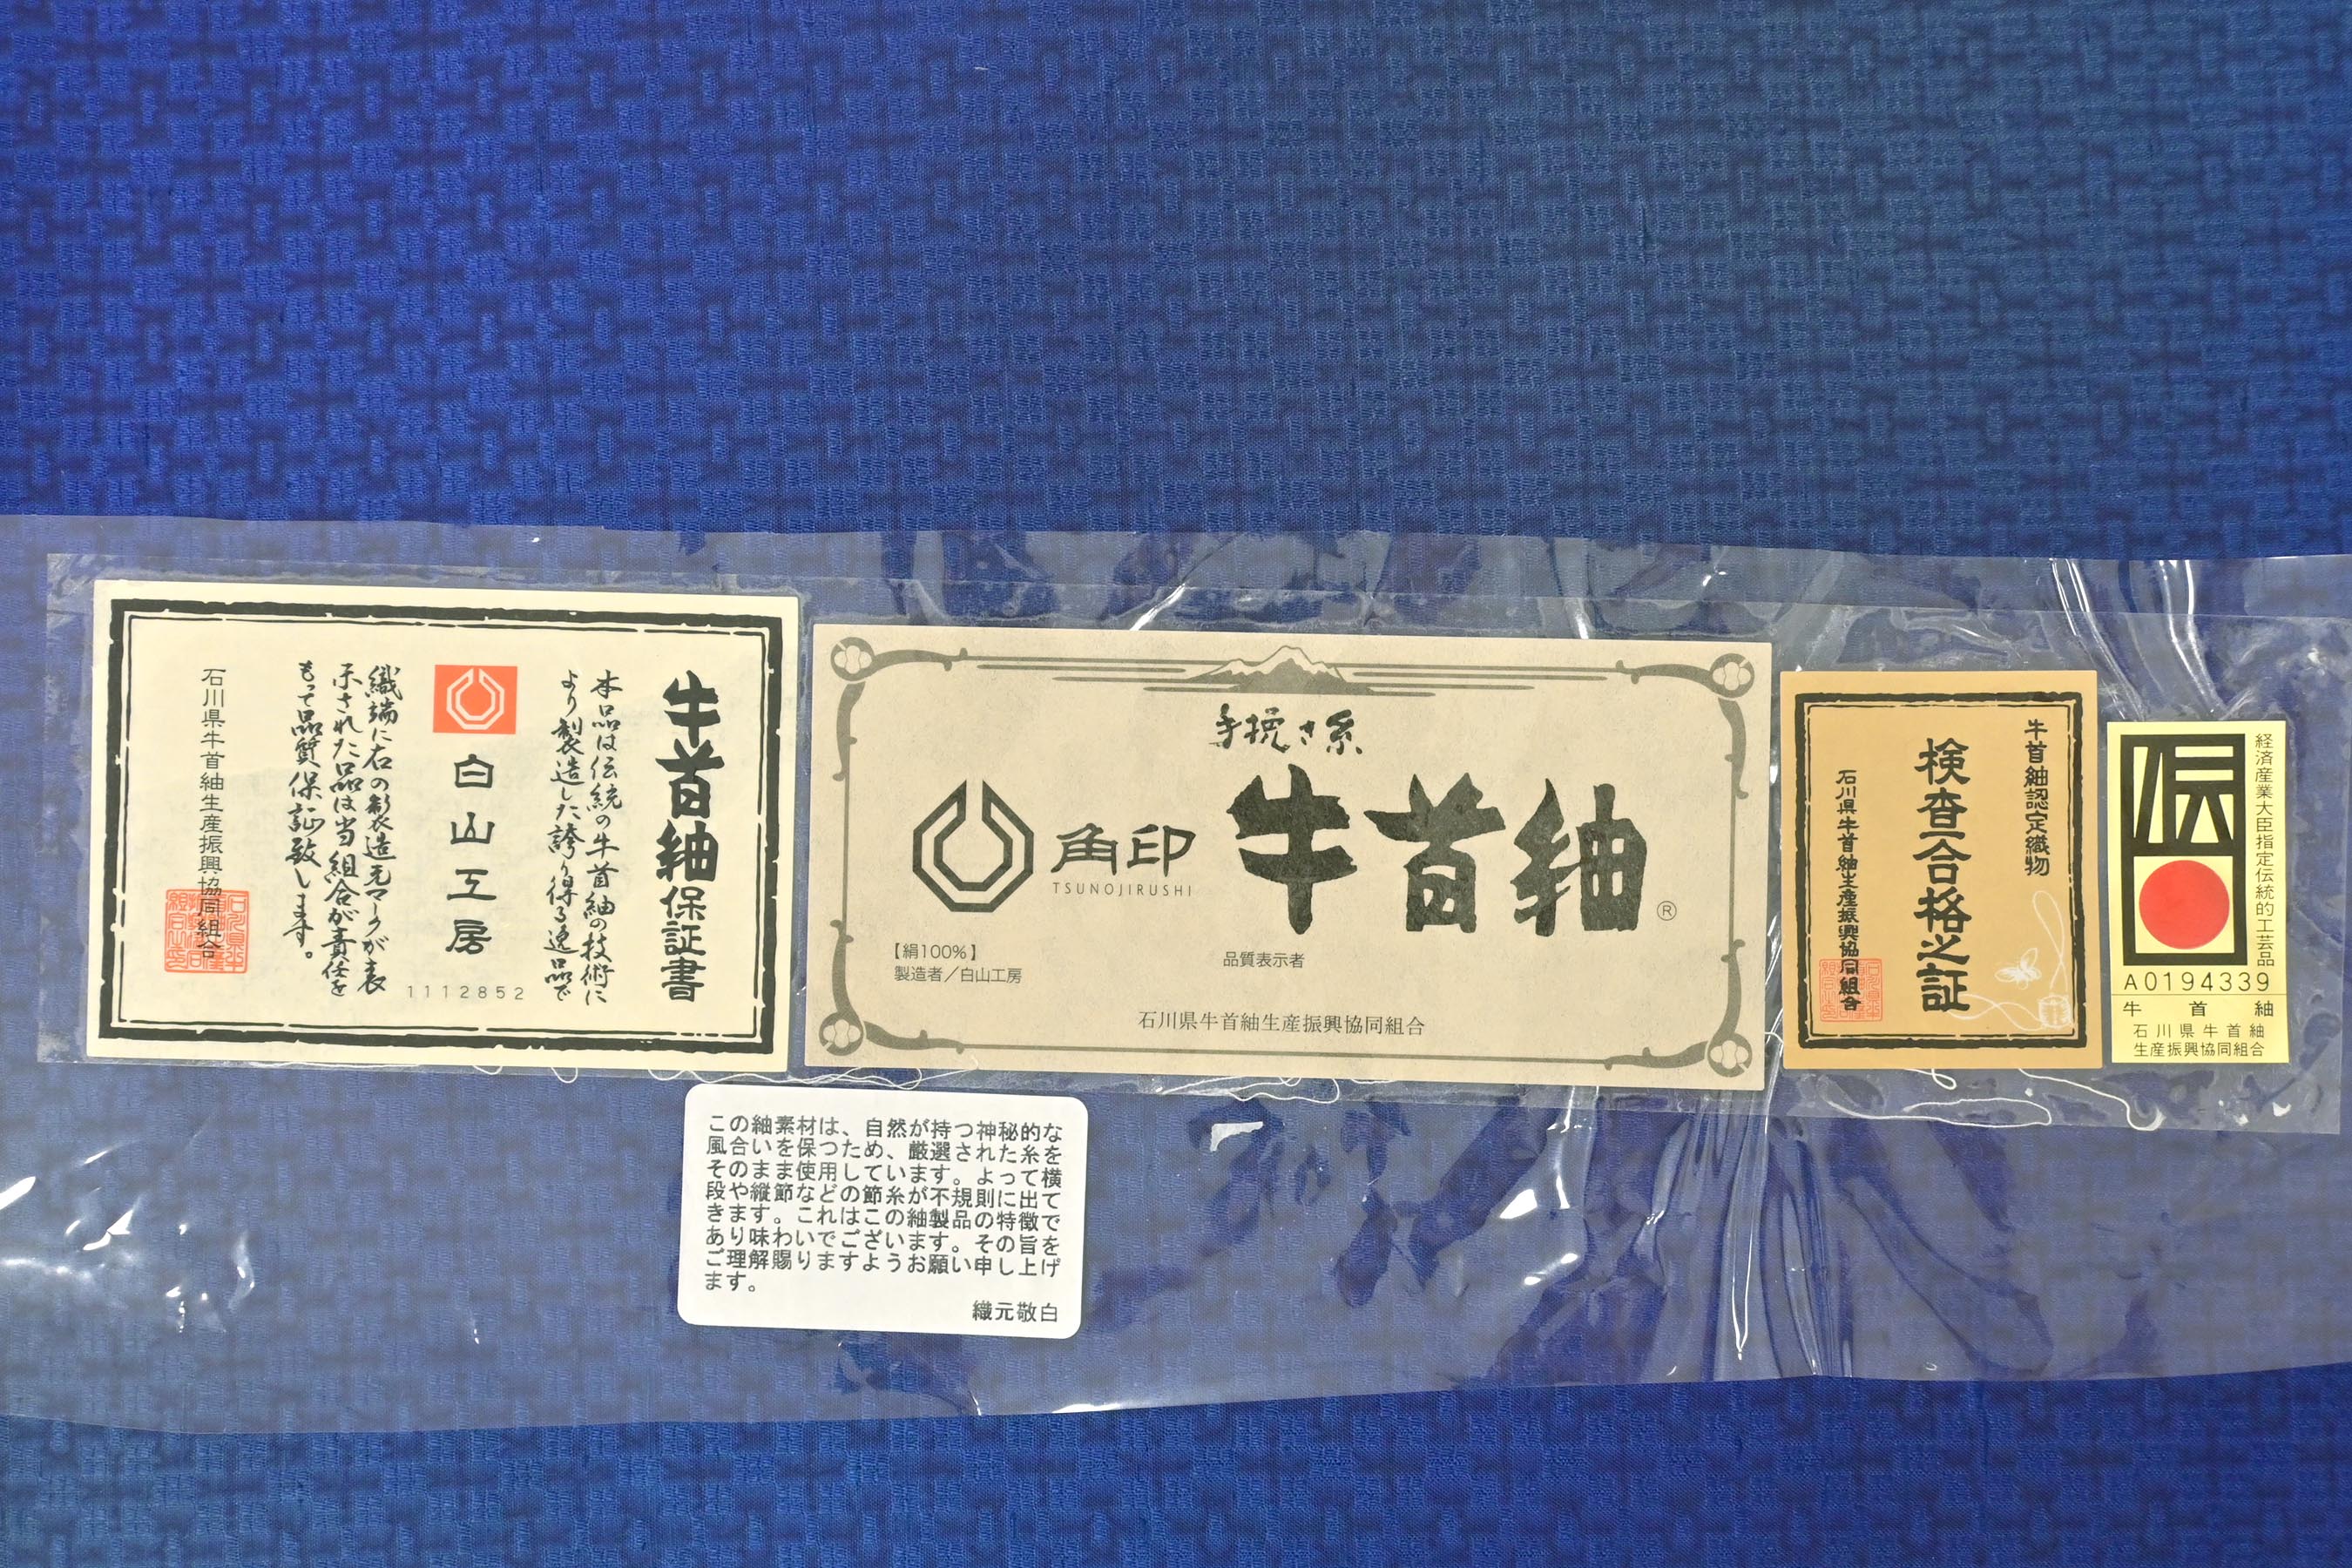 牛首紬保証書
本品は伝統の牛首紬の技術に
より製造した誇り得る逸品で
白山工房
1112852
織端に右の製造元マークが表
示された品は当組合が責任を
もって品質保証致します。
石川県牛首紬生産振興協同組合
手挽き糸
角印
TSUNOJIRUSHI
牛首紬
®
【絹100%】
製造者／白山工房
品質表示者
石川県牛首紬生産振興協同組合
牛首紬認定織物
検査合格之証
石川県牛首紬生産振興協同組合
経済産業大臣指定伝統的工芸品
伝
A0194339
牛首紬
石川県牛首紬
生産振興協同組合
この紬素材は、自然が持つ神秘的な
風合いを保つため、厳選された糸を
そのまま使用しています。よって横
段や縦節などの節糸が不規則に出て
きます。これはこの紬製品の特徴で
あり味わいでございます。その旨を
ご理解賜りますようお願い申し上げ
ます。
織元敬白